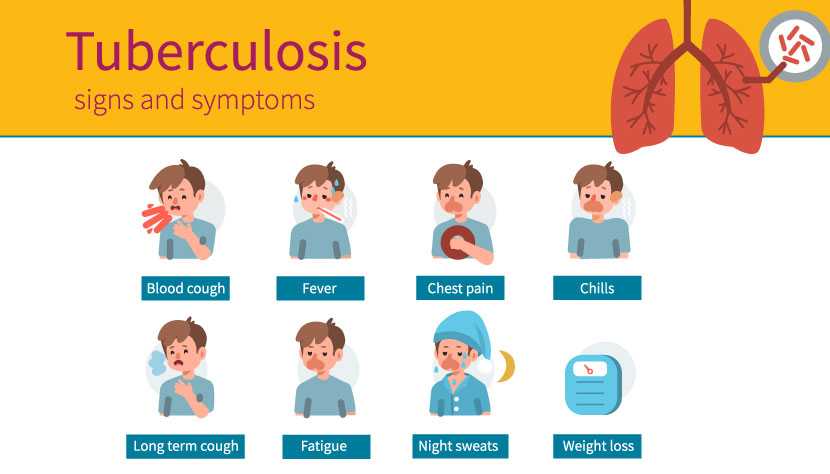 Tuberculosis
signs and symptoms
Blood cough
Fever
Chest pain
Chills
Long term cough
Fatigue
Night sweats
Weight loss